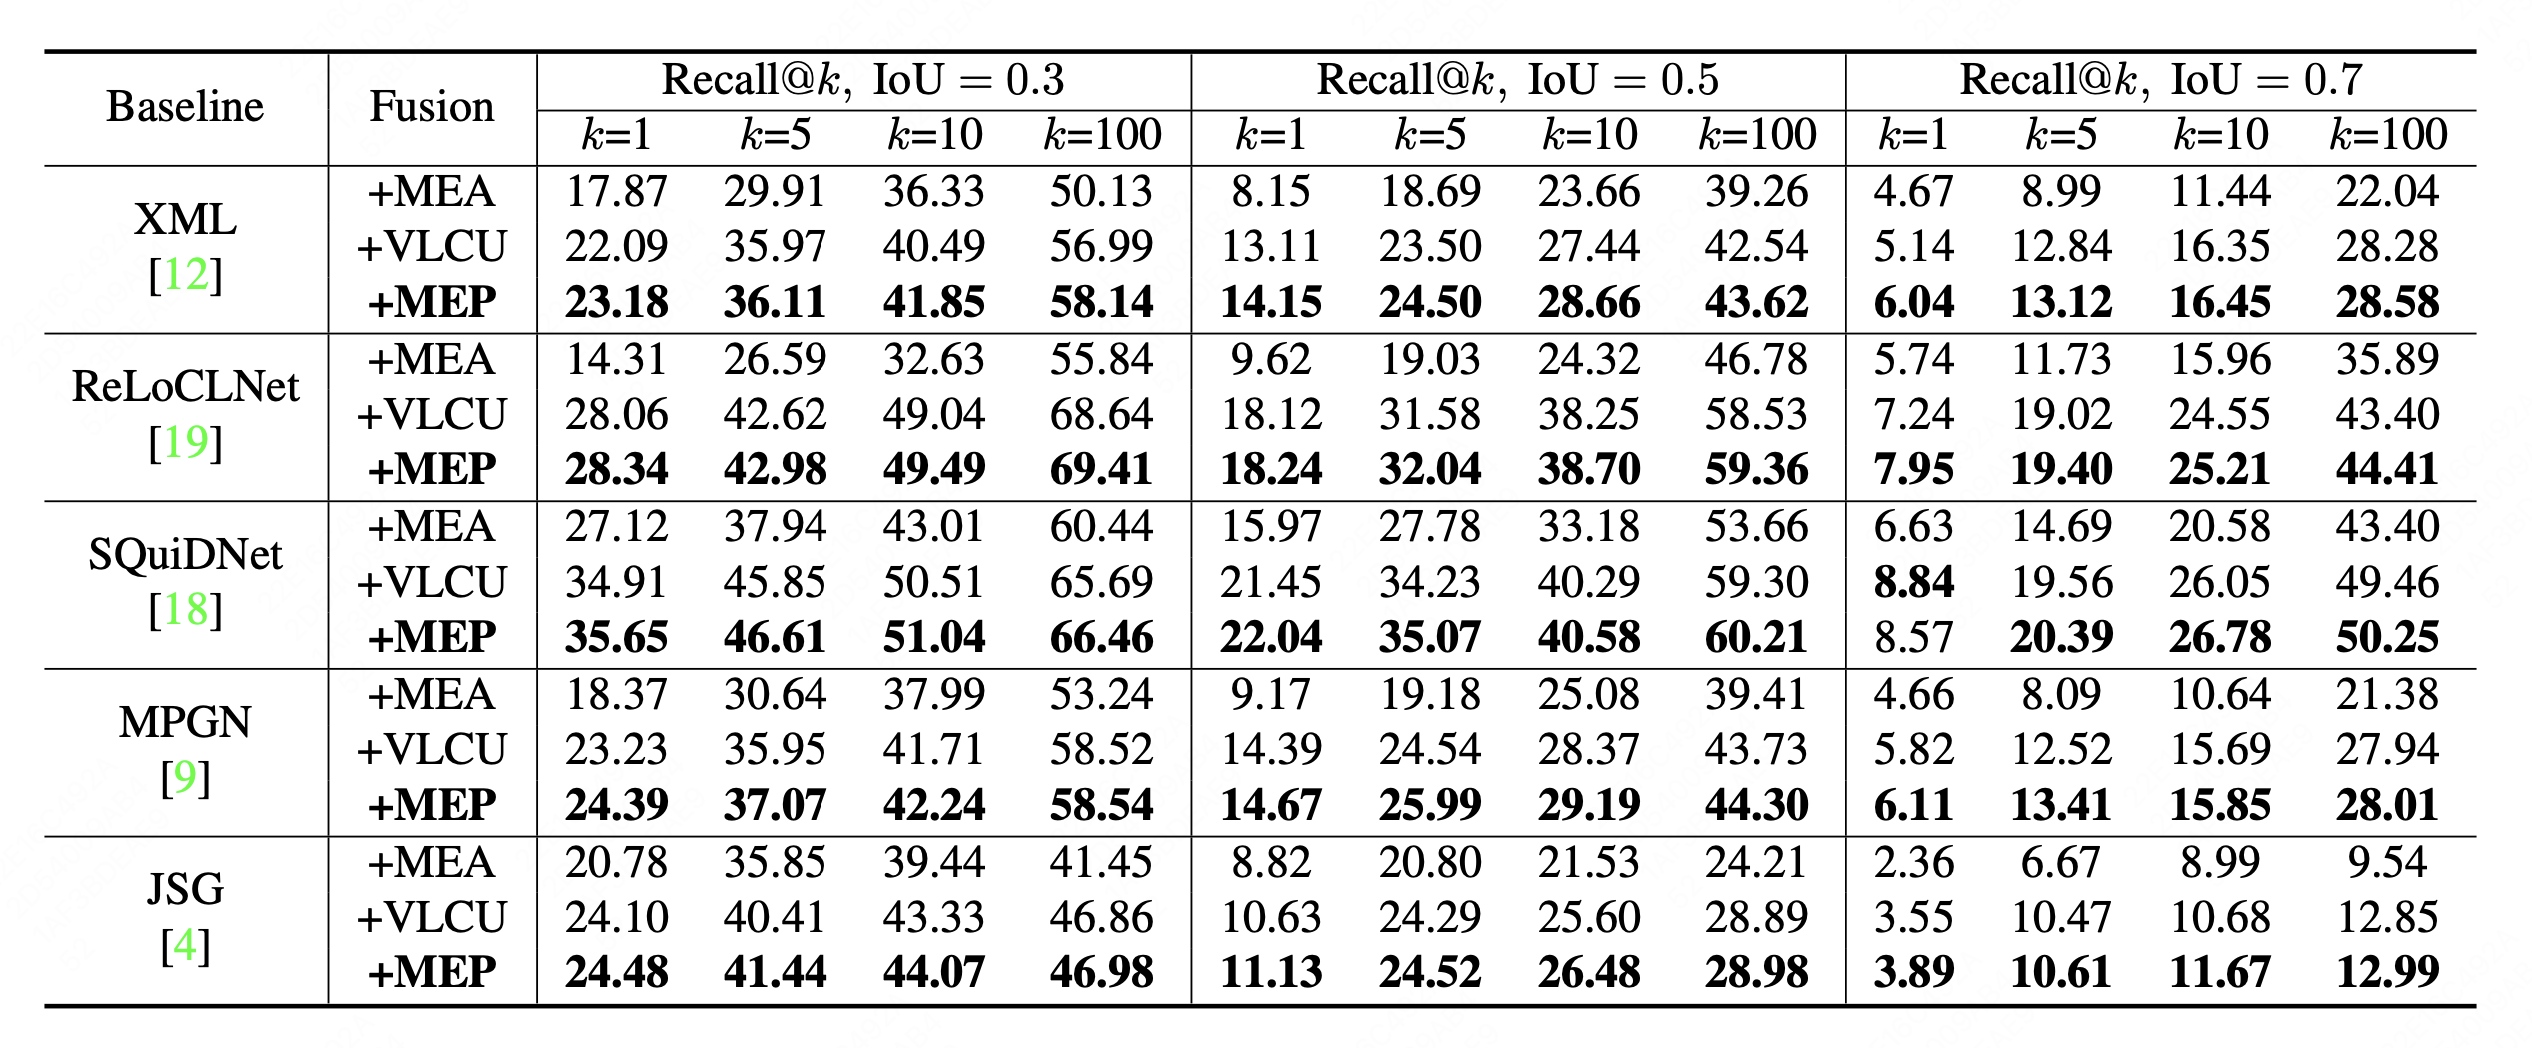 Baseline Fusion Recall@k, IoU = 0.3 Recall@k, IoU = 0.5 Recall@k, IoU = 0.7
k=1 k=5 k=10 k=100 k=1 k=5 k=10 k=100 k=1 k=5 k=10 k=100
XML [12]
+MEA 17.87 29.91 36.33 50.13 8.15 18.69 23.66 39.26 4.67 8.99 11.44 22.04
+VLCU 22.09 35.97 40.49 56.99 13.11 23.50 27.44 42.54 5.14 12.84 16.35 28.28
+MEP 23.18 36.11 41.85 58.14 14.15 24.50 28.66 43.62 6.04 13.12 16.45 28.58
ReLoCLNet [19]
+MEA 14.31 26.59 32.63 55.84 9.62 19.03 24.32 46.78 5.74 11.73 15.96 35.89
+VLCU 28.06 42.62 49.04 68.64 18.12 31.58 38.25 58.53 7.24 19.02 24.55 43.40
+MEP 28.34 42.98 49.49 69.41 18.24 32.04 38.70 59.36 7.95 19.40 25.21 44.41
SQuiDNet [18]
+MEA 27.12 37.94 43.01 60.44 15.97 27.78 33.18 53.66 6.63 14.69 20.58 43.40
+VLCU 34.91 45.85 50.51 65.69 21.45 34.23 40.29 59.30 8.84 19.56 26.05 49.46
+MEP 35.65 46.61 51.04 66.46 22.04 35.07 40.58 60.21 8.57 20.39 26.78 50.25
MPGN [9]
+MEA 18.37 30.64 37.99 53.24 9.17 19.18 25.08 39.41 4.66 8.09 10.64 21.38
+VLCU 23.23 35.95 41.71 58.52 14.39 24.54 28.37 43.73 5.82 12.52 15.69 27.94
+MEP 24.39 37.07 42.24 58.54 14.67 25.99 29.19 44.30 6.11 13.41 15.85 28.01
JSG [4]
+MEA 20.78 35.85 39.44 41.45 8.82 20.80 21.53 24.21 2.36 6.67 8.99 9.54
+VLCU 24.10 40.41 43.33 46.86 10.63 24.29 25.60 28.89 3.55 10.47 10.68 12.85
+MEP 24.48 41.44 44.07 46.98 11.13 24.52 26.48 28.98 3.89 10.61 11.67 12.99